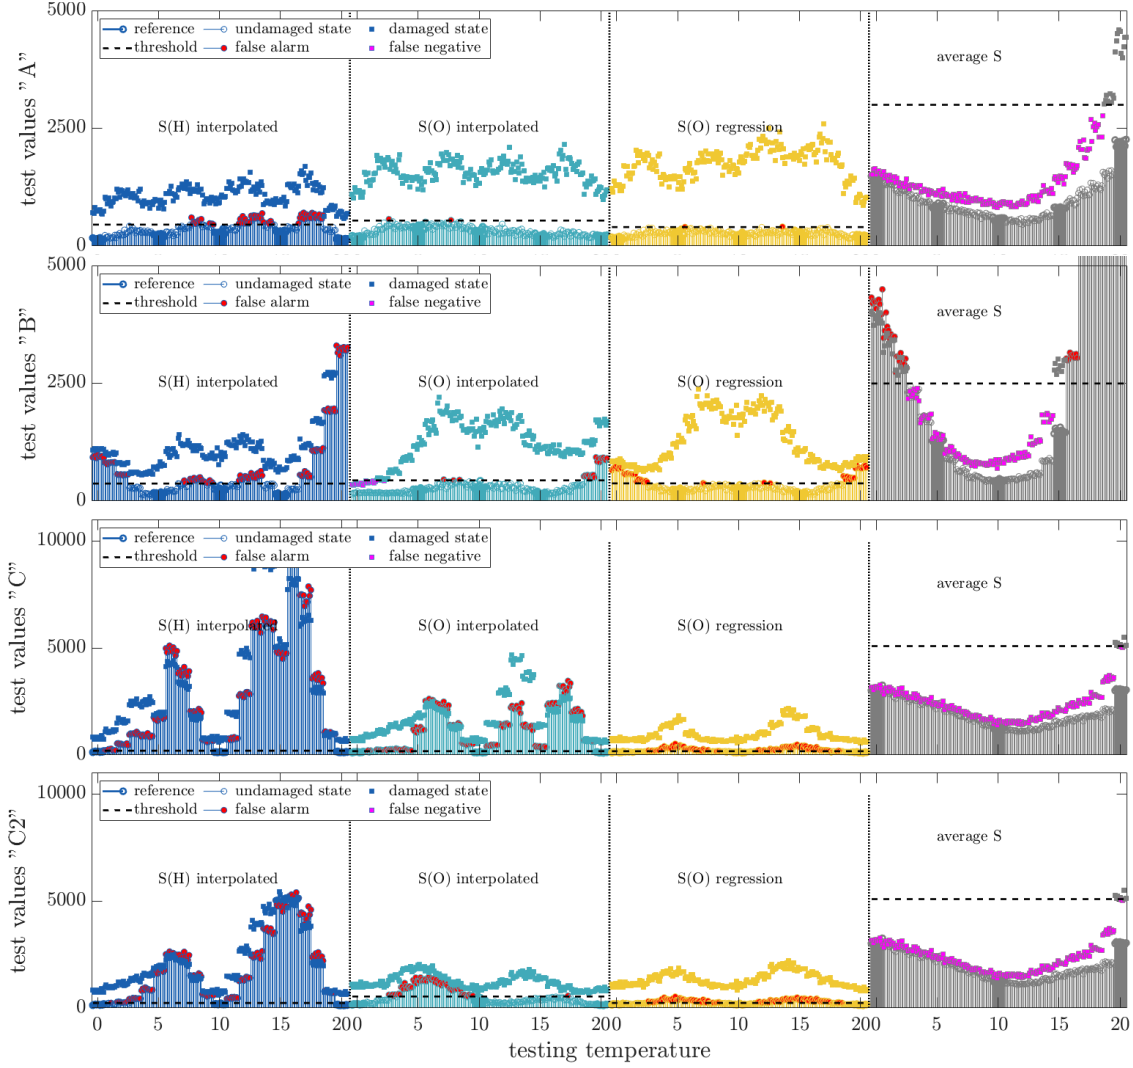 5000
reference undamaged state damaged state
threshold false alarm false negative
average S
2500
S(H) interpolated S(O) interpolated S(O) regression
test values "A"
0
5000
reference undamaged state damaged state
threshold false alarm false negative
average S
2500
S(H) interpolated S(O) interpolated S(O) regression
test values "B"
0
10000
reference undamaged state damaged state
threshold false alarm false negative
average S
5000
S(H) interpolated S(O) interpolated S(O) regression
test values "C"
0
10000
reference undamaged state damaged state
threshold false alarm false negative
average S
5000
S(H) interpolated S(O) interpolated S(O) regression
test values "C2"
0
0 5 10 15 200 5 10 15 200 5 10 15 200 5 10 15 20
testing temperature